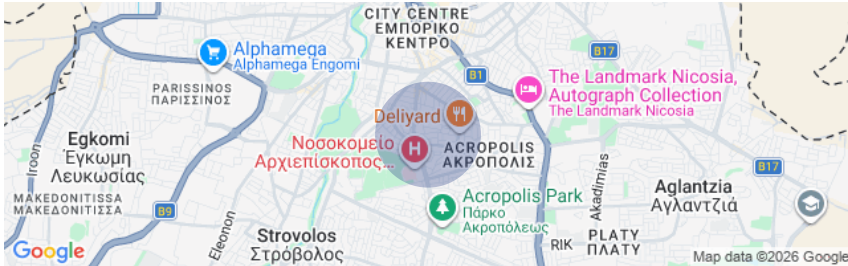 CITY CENTRE
ΕΜΠΟΡΙΚΟ
ΚΕΝΤΡΟ
B17
Alphamega
Alphamega Engomi
B1
The Landmark Nicosia,
Autograph Collection
The Landmark Nicosia
PARISSINOS
ΠΑΡΙΣΣΙΝΟΣ
Deliyard
Νοσοκομείο
Αρχιεπίσκοπος...
H
ACROPOLIS
ΑΚΡΟΠΟΛΙΣ
Egkomi
Έγκωμη
Λευκωσίας
Iroon
B17
Akadimias
Aglantzia
Αγλαντζιά
MAKEDONITISSA
ΜΑΚΕΔΟΝΙΤΙΣΣΑ
B9
Eleonon
Acropolis Park
Πάρκο
Ακροπόλεως
Strovolos
Στρόβολος
RIK
PLATY
ΠΛΑΤΥ
Google
Map data ©2026 Google